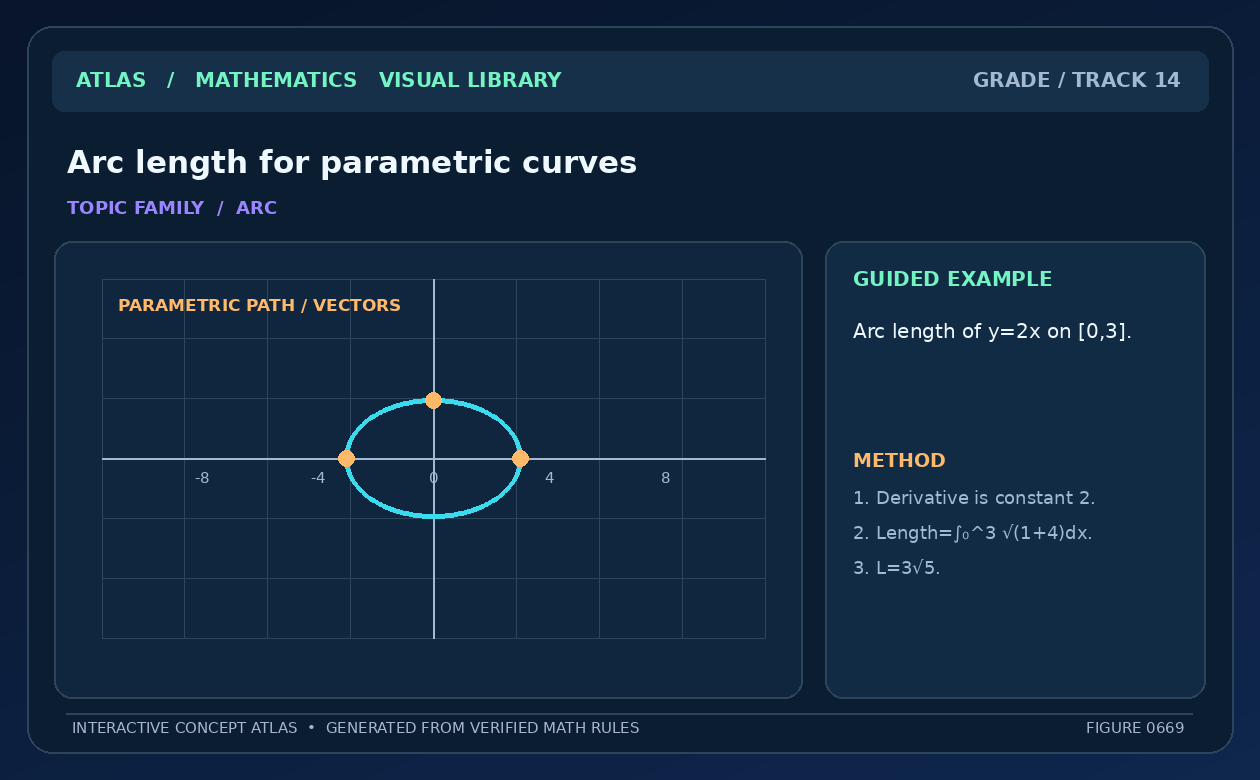 ATLAS / MATHEMATICS VISUAL LIBRARY
GRADE / TRACK 14
Arc length for parametric curves
TOPIC FAMILY / ARC
PARAMETRIC PATH / VECTORS
-8 -4 0 4 8
GUIDED EXAMPLE
Arc length of y=2x on [0,3].
METHOD
1. Derivative is constant 2.
2. Length=∫₀^3 √(1+4)dx.
3. L=3√5.
INTERACTIVE CONCEPT ATLAS • GENERATED FROM VERIFIED MATH RULES
FIGURE 0669